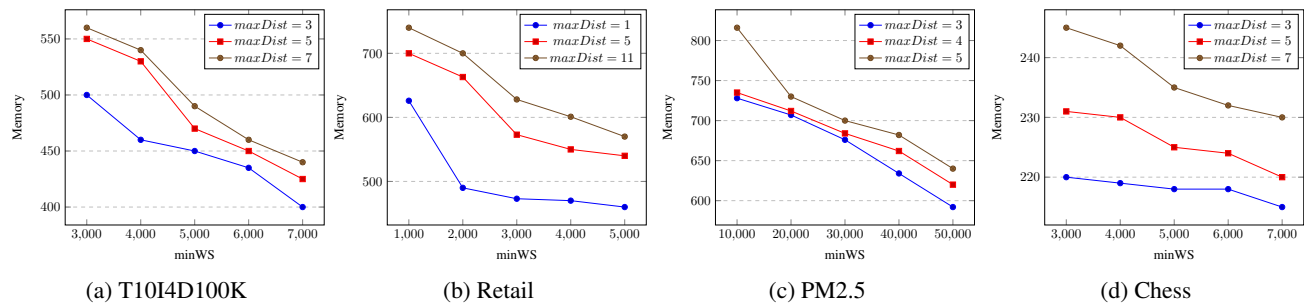 maxDist = 3
maxDist = 5
maxDist = 7
550
500
450
400
Memory
3,000 4,000 5,000 6,000 7,000
minWS
(a) T10I4D100K
maxDist = 1
maxDist = 5
maxDist = 11
700
600
500
Memory
1,000 2,000 3,000 4,000 5,000
minWS
(b) Retail
maxDist = 3
maxDist = 4
maxDist = 5
800
750
700
650
600
Memory
10,000 20,000 30,000 40,000 50,000
minWS
(c) PM2.5
maxDist = 3
maxDist = 5
maxDist = 7
240
230
220
Memory
3,000 4,000 5,000 6,000 7,000
minWS
(d) Chess